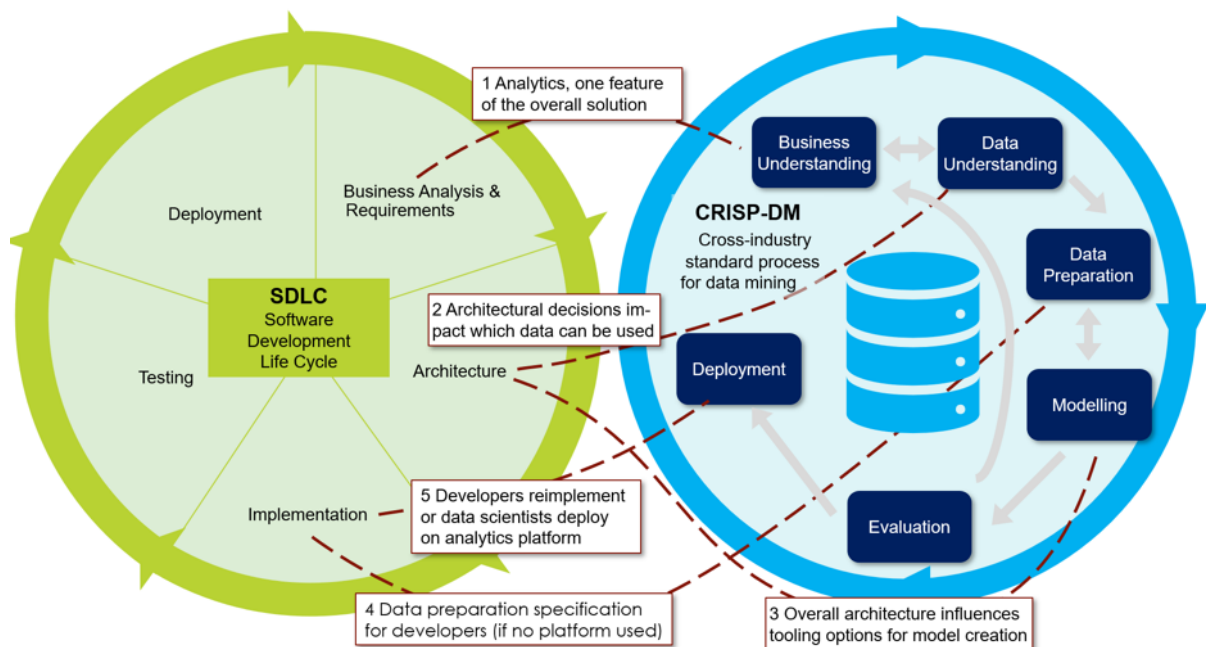 1 Analytics, one feature
of the overall solution
Business
Understanding
Data
Understanding
Business Analysis &
Requirements
Deployment
CRISP-DM
Cross-industry
standard process
for data mining
Data
Preparation
SDLC
Software
Development
Life Cycle
2 Architectural decisions im-
pact which data can be used
Testing
Architecture
Deployment
Modelling
5 Developers reimplement
or data scientists deploy
on analytics platform
Implementation
Evaluation
4 Data preparation specification
for developers (if no platform used)
3 Overall architecture influences
tooling options for model creation